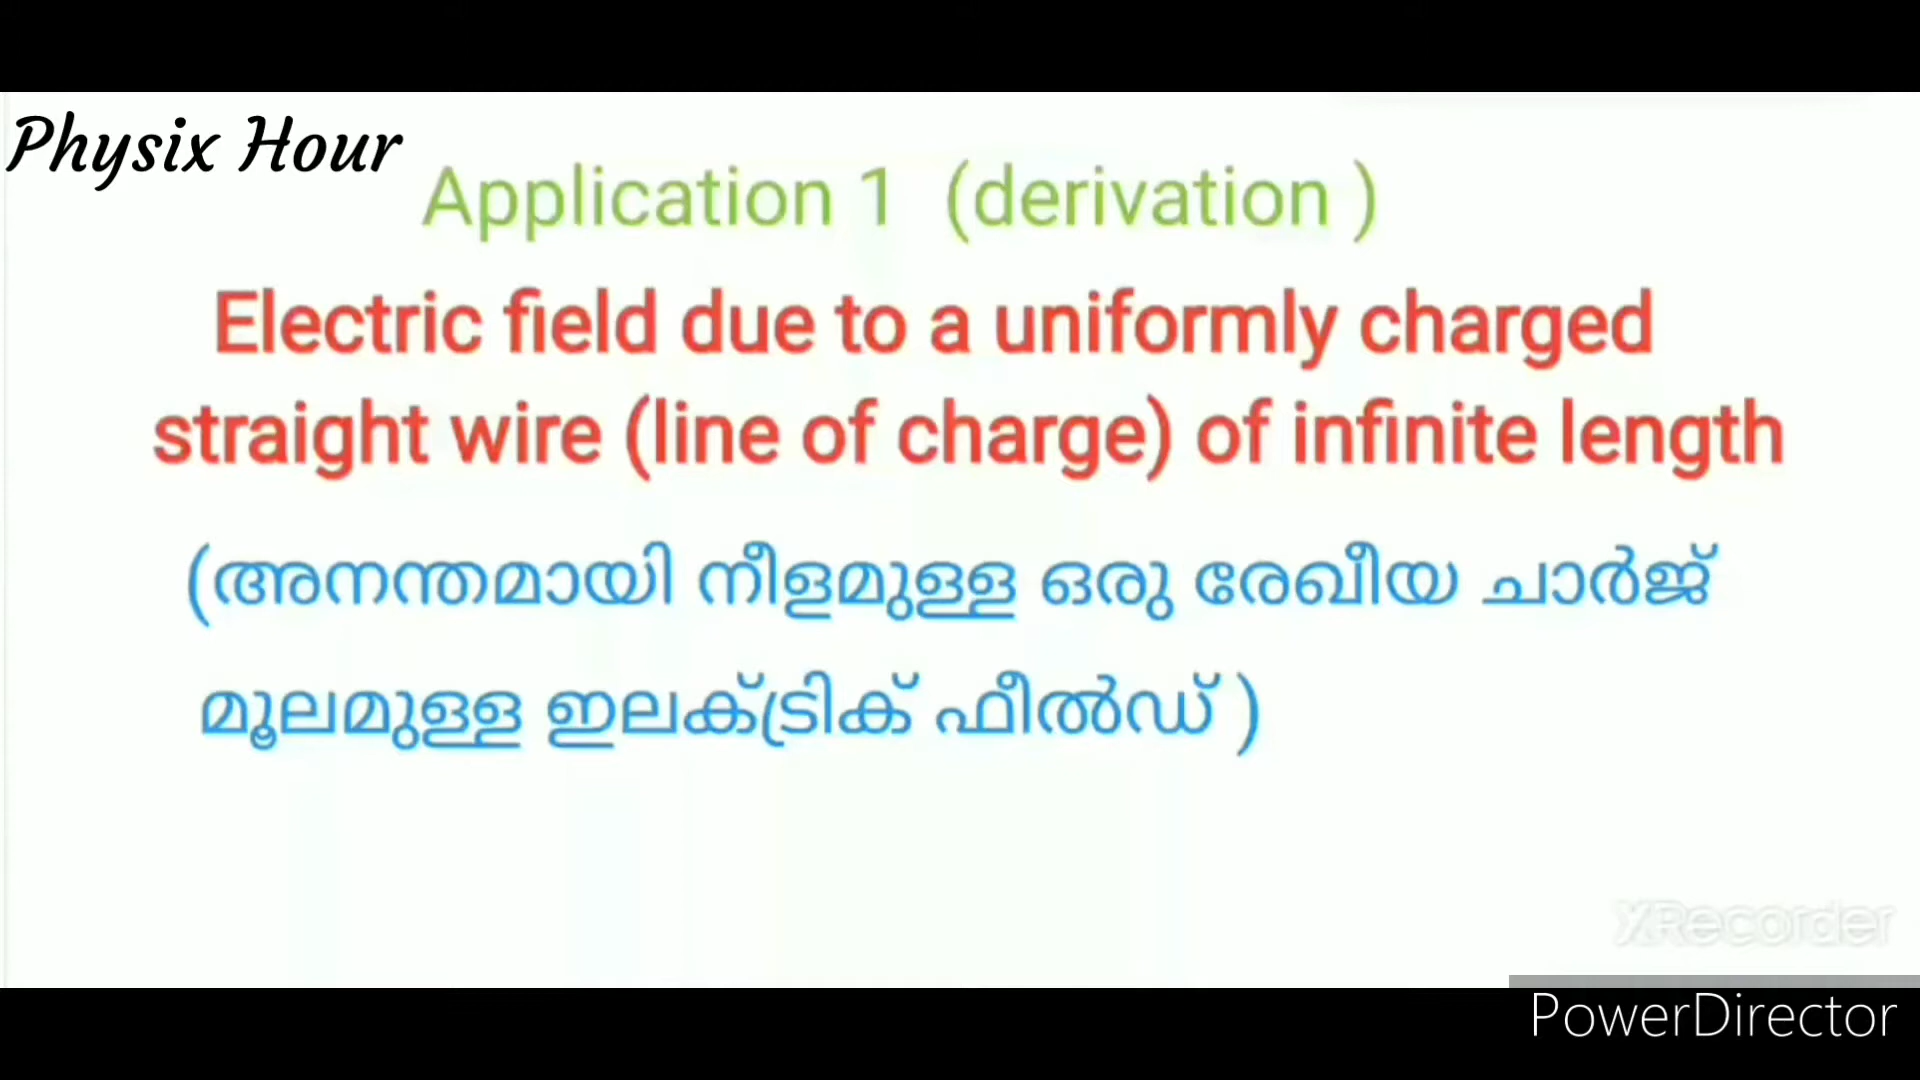 Physix Hour
Application 1 (derivation )
Electric field due to a uniformly charged
straight wire (line of charge) of infinite length
(അനന്തമായി നീളമുള്ള ഒരു രേഖീയ ചാർജ്
മൂലമുള്ള ഇലക്ട്രിക് ഫീൽഡ് )
XRecorder
PowerDirector